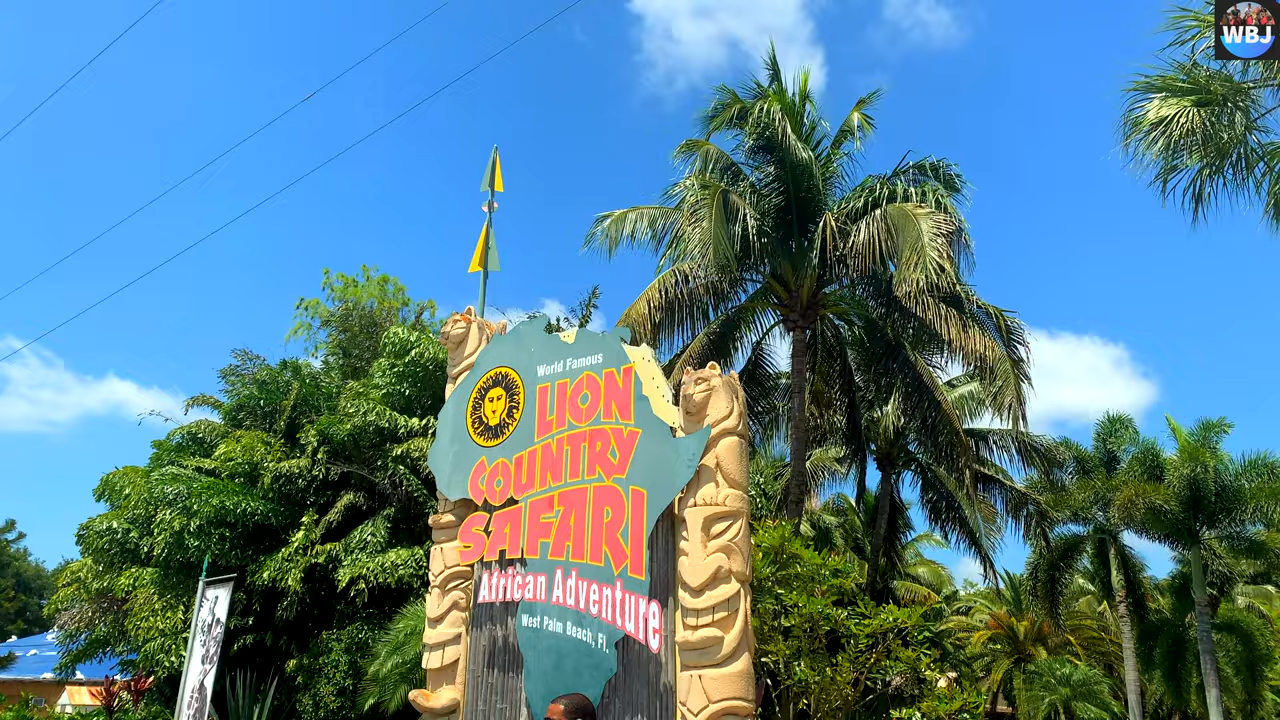 WBJ
World Famous
LION
COUNTRY
SAFARI
African Adventure
West Palm Beach, Fl.